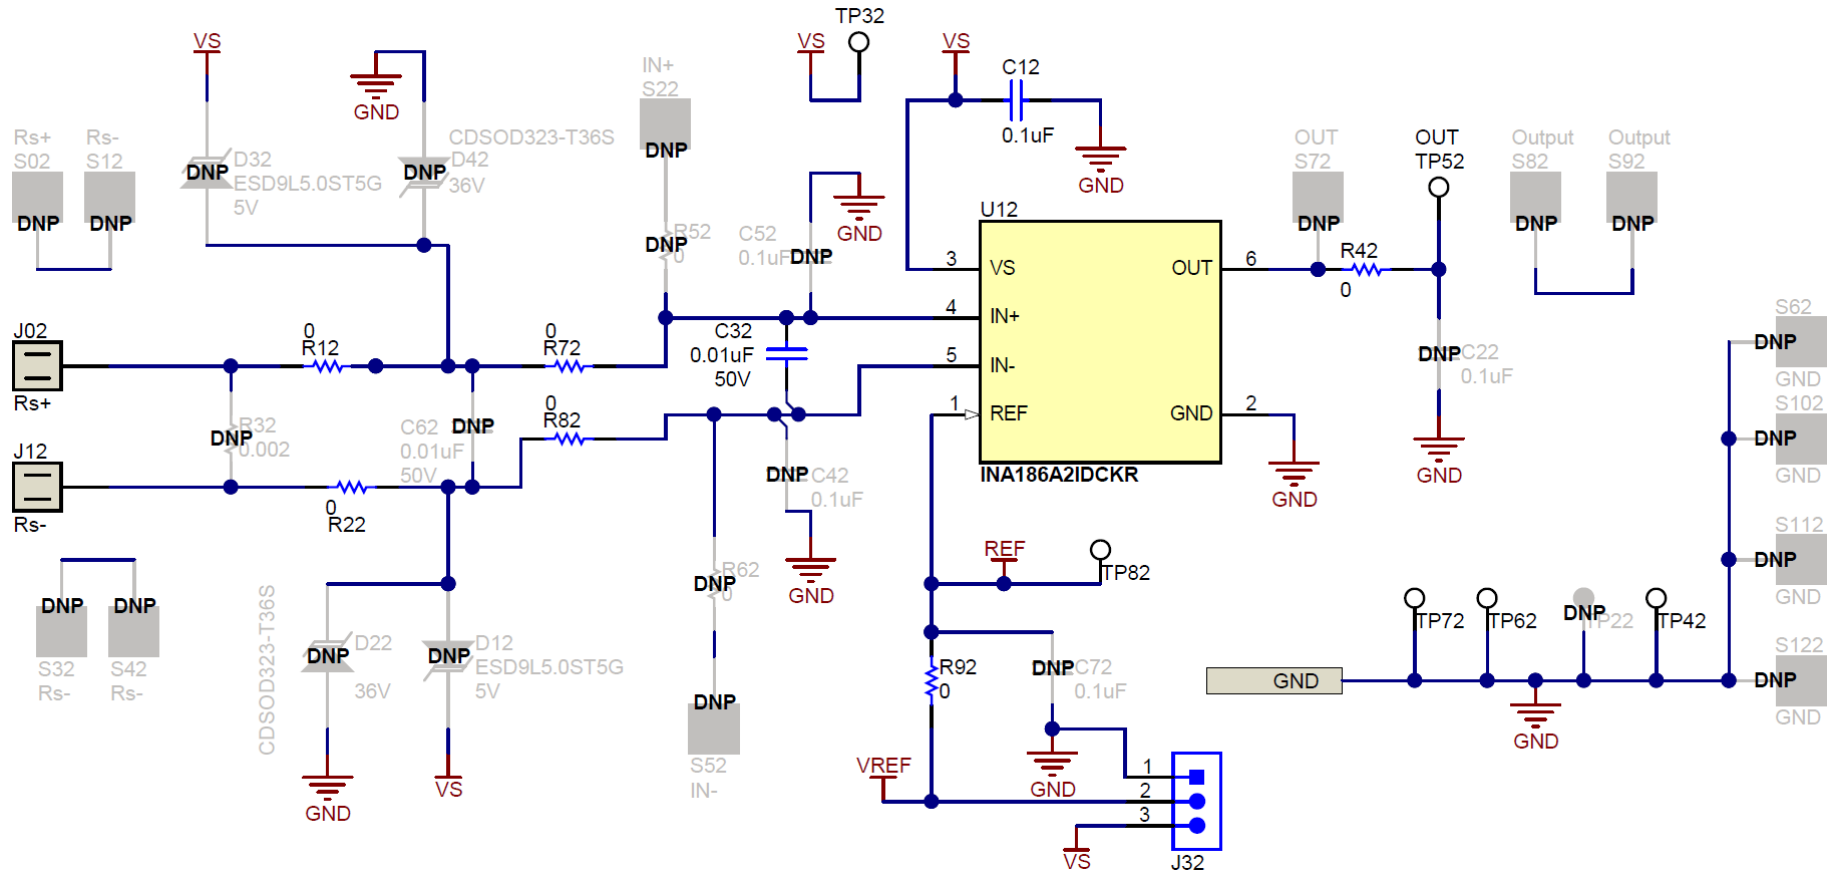 TP32
VS
VS
VS
GND
IN+
S22
DNP
C12
0.1uF
GND
Rs+
S02
DNP
Rs-
S12
DNP
DNP
D32
ESD9L5.0ST5G
5V
CDSOD323-T36S
DNP
D42
36V
OUT
S72
DNP
OUT
TP52
Output
S82
DNP
Output
S92
DNP
DNP
R52
0
C52
0.1uF
DNP
GND
U12
3
VS
OUT
6
4
IN+
5
IN-
1
REF
GND
2
INA186A2IDCKR
GND
R42
0
DNP
C22
0.1uF
GND
S62
DNP
GND
S102
DNP
GND
S112
DNP
GND
S122
DNP
GND
J02
Rs+
0
R12
0
R72
C32
0.01uF
50V
DNP
R32
0.002
C62
0.01uF
50V
DNP
0
R82
J12
Rs-
0
R22
DNP
C42
0.1uF
GND
DNP
S32
Rs-
DNP
S42
Rs-
CDSOD323-T36S
DNP
D22
36V
GND
DNP
D12
ESD9L5.0ST5G
5V
VS
DNP
R62
0
DNP
S52
IN-
REF
TP82
R92
0
DNP
C72
0.1uF
GND
VREF
1
2
3
VS
J32
TP72
TP62
DNP
TP22
TP42
GND
GND